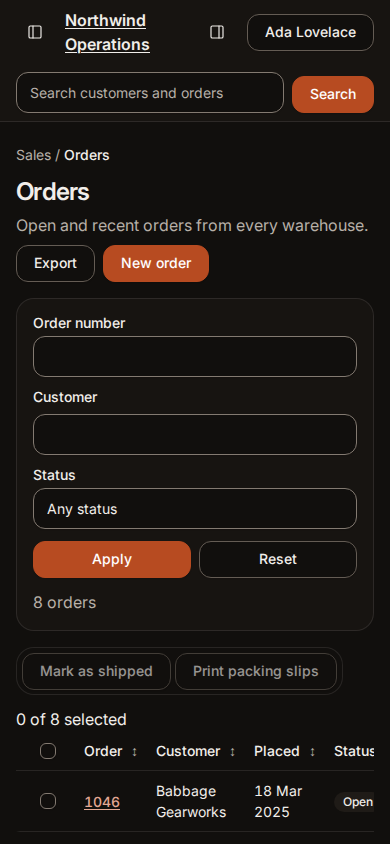 Northwind
Operations
Ada Lovelace
Search customers and orders
Search
Sales / Orders
Orders
Open and recent orders from every warehouse.
Export
New order
Order number
Customer
Status
Any status
Apply
Reset
8 orders
Mark as shipped
Print packing slips
0 of 8 selected
Order ↕ Customer ↕ Placed ↕ Status
1046 Babbage Gearworks 18 Mar 2025 Open